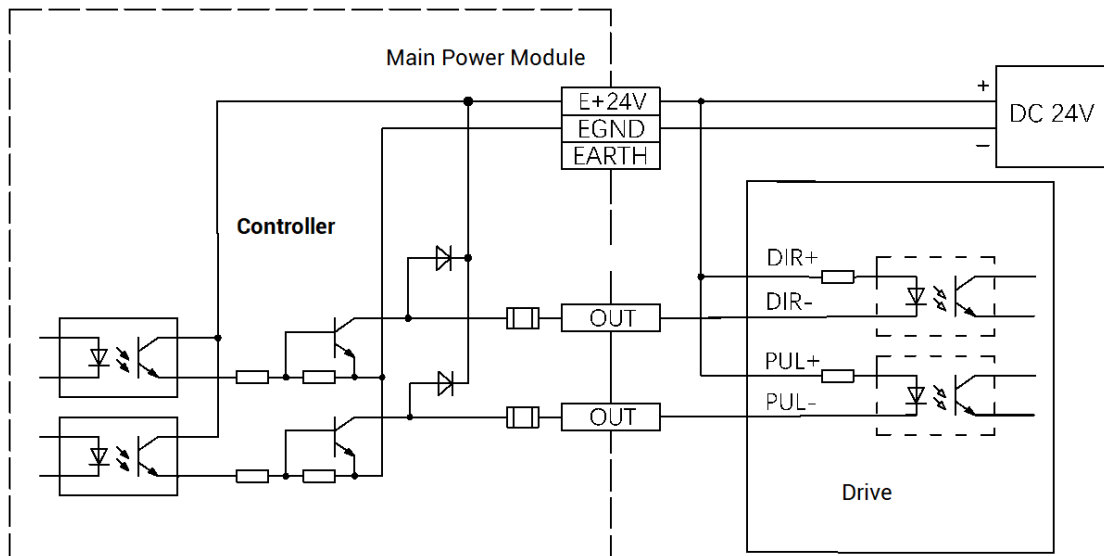 Main Power Module
+
E+24V
DC 24V
EGND
−
EARTH
Controller
DIR+
DIR-
OUT
PUL+
PUL-
OUT
Drive